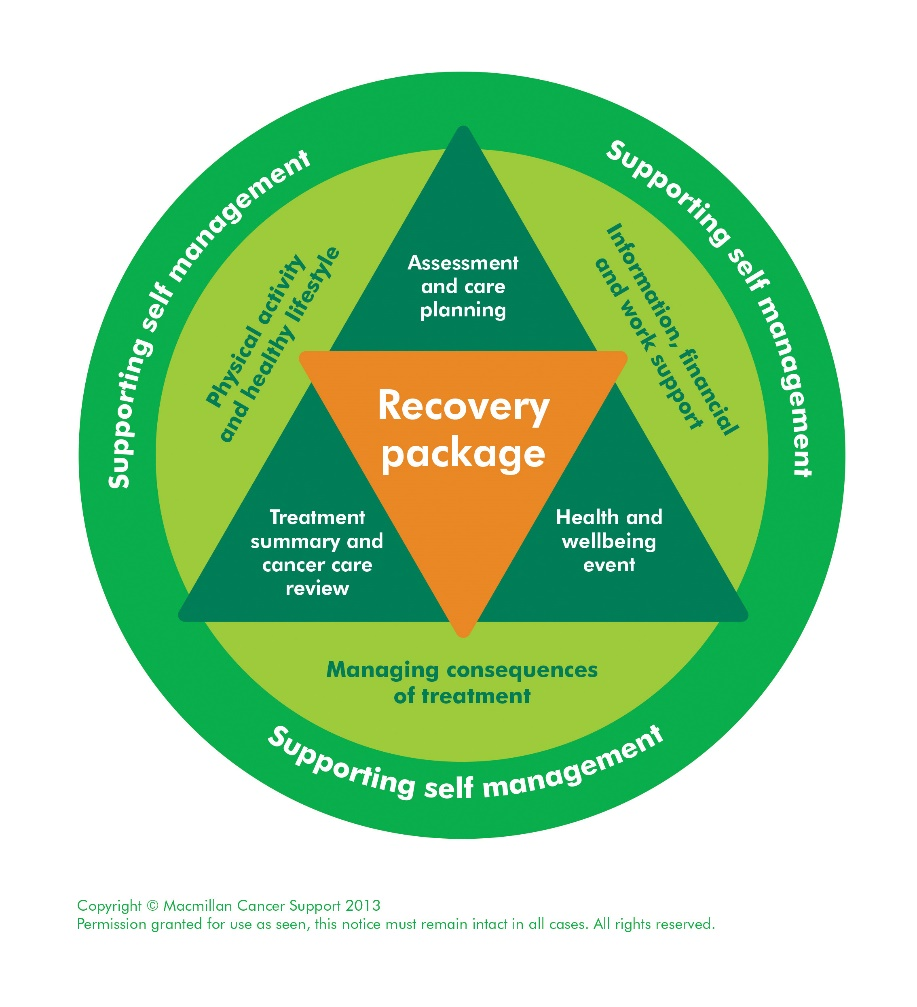 Supporting self management
Supporting self management
Physical activity
and healthy lifestyle
Information, financial
and work support
Assessment
and care
planning
Recovery
package
Treatment
summary and
cancer care
review
Health and
wellbeing
event
Managing consequences
of treatment
Supporting self management
Copyright © Macmillan Cancer Support 2013
Permission granted for use as seen, this notice must remain intact in all cases. All rights reserved.